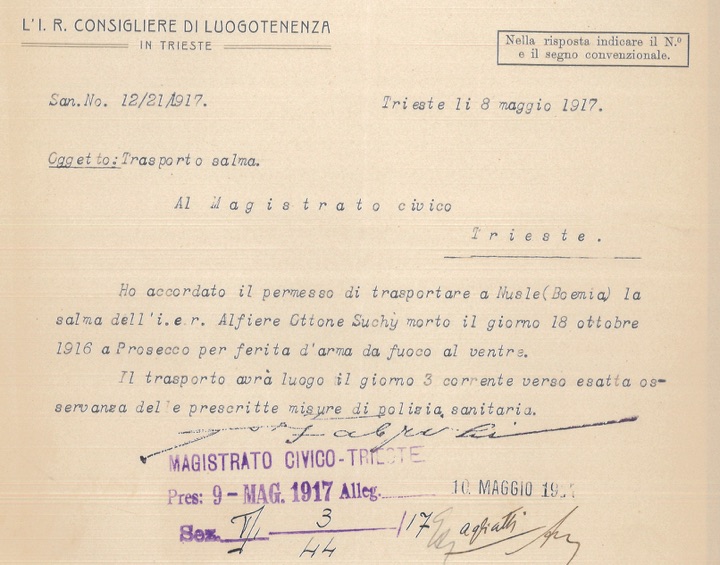 L'I. R. CONSIGLIERE DI LUOGOTENENZA
IN TRIESTE
Nella risposta indicare il N.º
e il segno convenzionale.
San.No. 12/21/1917.
Trieste li 8 maggio 1917.
Oggetto: Trasporto salma.
Al Magistrato civico
Trieste.
Ho accordato il permesso di trasportare a Nusle(Boemia) la
salma dell'i.e.r. Alfiere Ottone Suchý morto il giorno 18 ottobre
1916 a Prosecco per ferita d'arma da fuoco al ventre.
Il trasporto avrà luogo il giorno 3 corrente verso esatta os-
servanza delle prescritte misure di polisia sanitaria.
MAGISTRATO CIVICO-TRIESTE
Pres: 9-MAG. 1917 Alleg.
10. MAGGIO 19
Sez. VI/ 3/44 /17